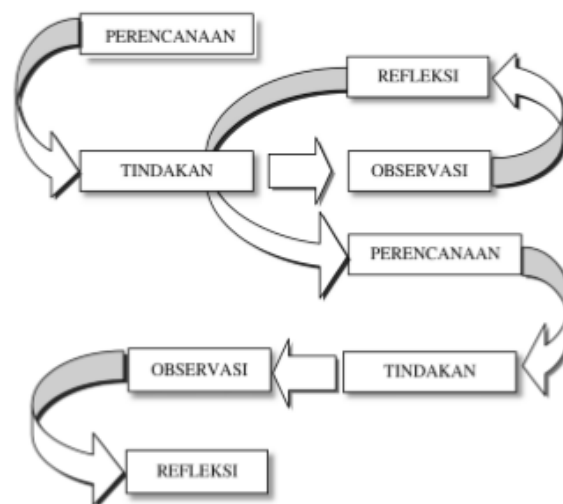 PERENCANAAN
REFLEKSI
TINDAKAN
OBSERVASI
PERENCANAAN
OBSERVASI
TINDAKAN
REFLEKSI